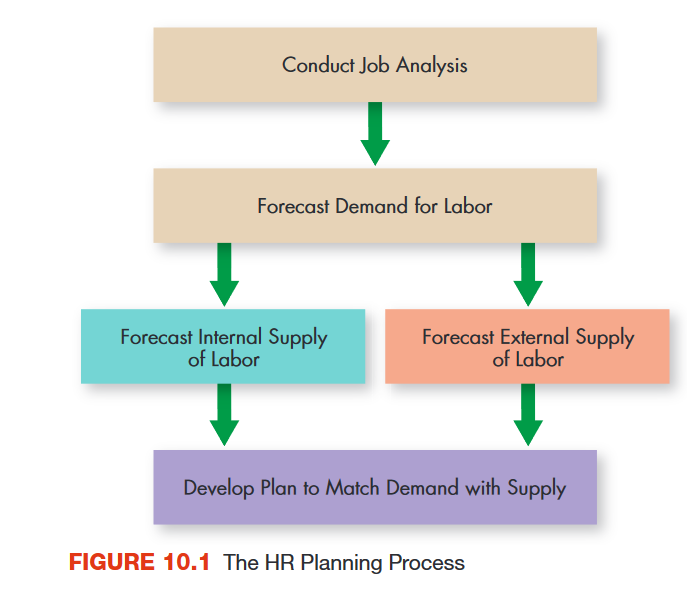 Conduct Job Analysis
Forecast Demand for Labor
Forecast Internal Supply
of Labor
Forecast External Supply
of Labor
Develop Plan to Match Demand with Supply
FIGURE 10.1 The HR Planning Process